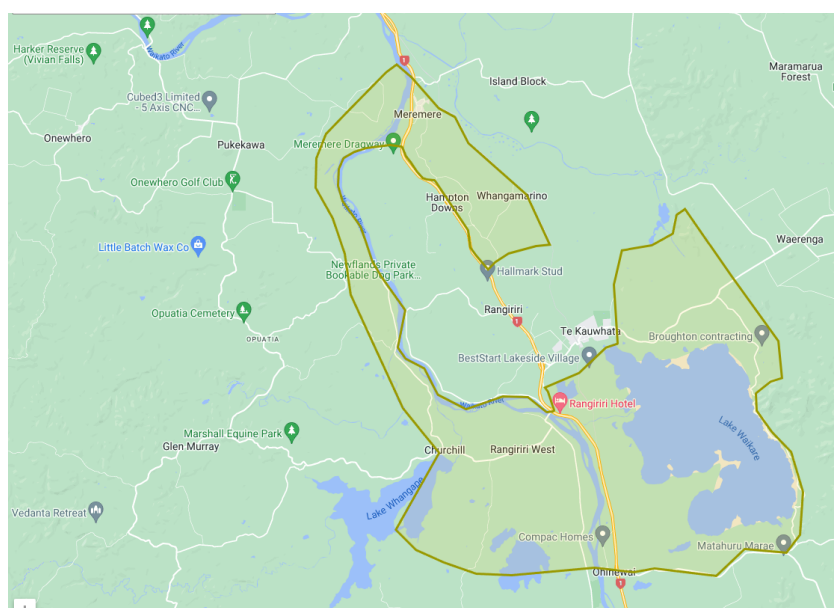 Harker Reserve
(Vivian Falls)
Waikato River
1
Maramarua
Forest
Island Block
Cubed3 Limited
- 5 Axis CNC...
Meremere
Onewhero
Pukekawa
Meremere Dragway
Onewhero Golf Club
Hampton
Downs
Whangamarino
Waikato River
Waerenga
Little Batch Wax Co
Newflands Private
Bookable Dog Park...
Hallmark Stud
Opuatia Cemetery
Rangiriri
1
OPUATIA
Te Kauwhata
Broughton contracting
BestStart Lakeside Village
Waikato River
Rangiriri Hotel
Lake Waikare
Marshall Equine Park
Glen Murray
Churchill
Rangiriri West
Lake Whangape
Vedanta Retreat
Compac Homes
Matahuru Marae
Ohinewai
1